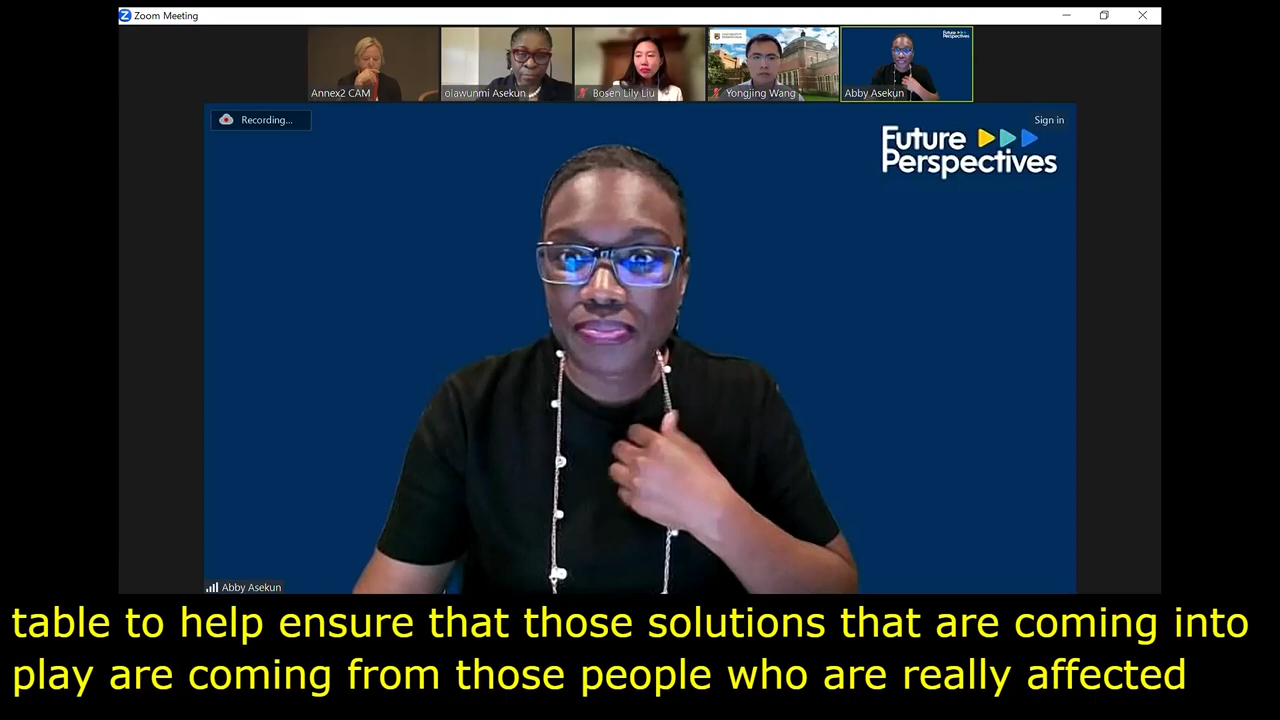 Zoom Meeting
Future
Perspectives
Annex2 CAM
olawunmi Asekun
Bosen Lily Liu
Yongjing Wang
Abby Asekun
Recording...
Sign in
Future
Perspectives
Abby Asekun
table to help ensure that those solutions that are coming into
play are coming from those people who are really affected